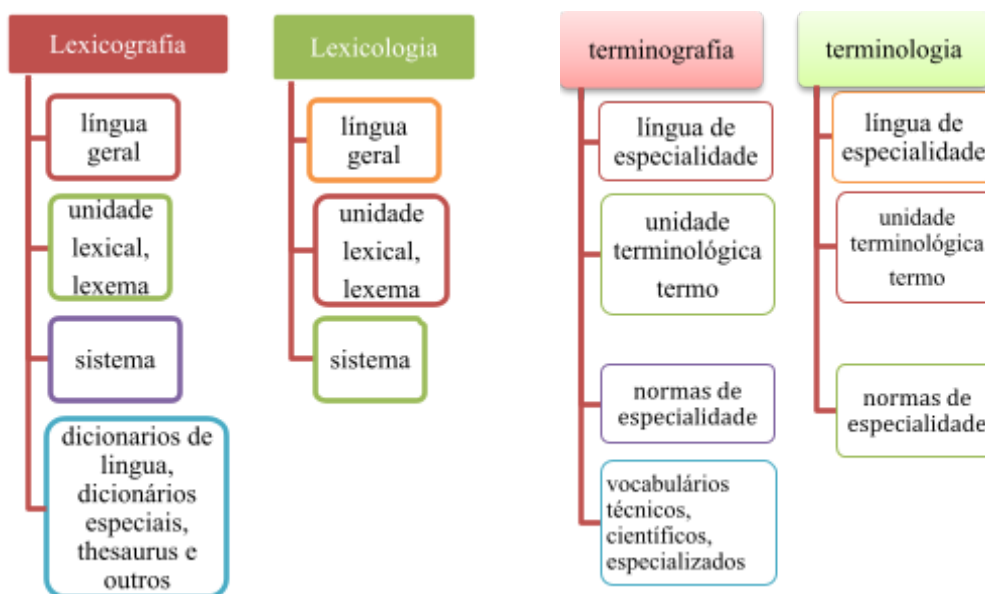 Lexicografia
língua
geral
unidade
lexical,
lexema
sistema
dicionarios de
lingua,
dicionários
especiais,
thesaurus e
outros
Lexicologia
língua
geral
unidade
lexical,
lexema
sistema
terminografia
língua de
especialidade
unidade
terminológica
termo
normas de
especialidade
vocabulários
técnicos,
científicos,
especializados
terminologia
língua de
especialidade
unidade
terminológica
termo
normas de
especialidade